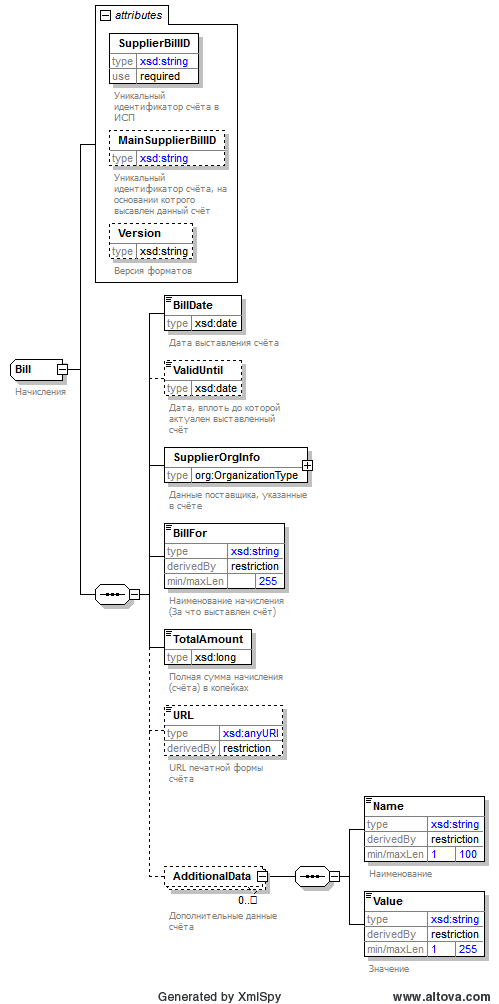 attributes
SupplierBillID
type xsd:string
use required
Уникальный
идентификатор счёта в
ИСП
MainSupplierBillID
type xsd:string
Уникальный
идентификатор счёта, на
основании котрого
высавлен данный счёт
Version
type xsd:string
Версия форматов
Bill
Начисления
BillDate
type xsd:date
Дата выставления счёта
ValidUntil
type xsd:date
Дата, вплоть до которой
актуален выставленный
счёт
SupplierOrgInfo
type org:OrganizationType
Данные поставщика, указанные
в счёте
BillFor
type xsd:string
derivedBy restriction
min/maxLen 255
Наименование начисления
(За что выставлен счёт)
TotalAmount
type xsd:long
Полная сумма начисления
(счёта) в копейках
URL
type xsd:anyURI
derivedBy restriction
URL печатной формы
счёта
AdditionalData
0..
Дополнительные данные
счёта
Name
type xsd:string
derivedBy restriction
min/maxLen 1 100
Наименование
Value
type xsd:string
derivedBy restriction
min/maxLen 1 255
Значение
Generated by XmlSpy www.altova.com